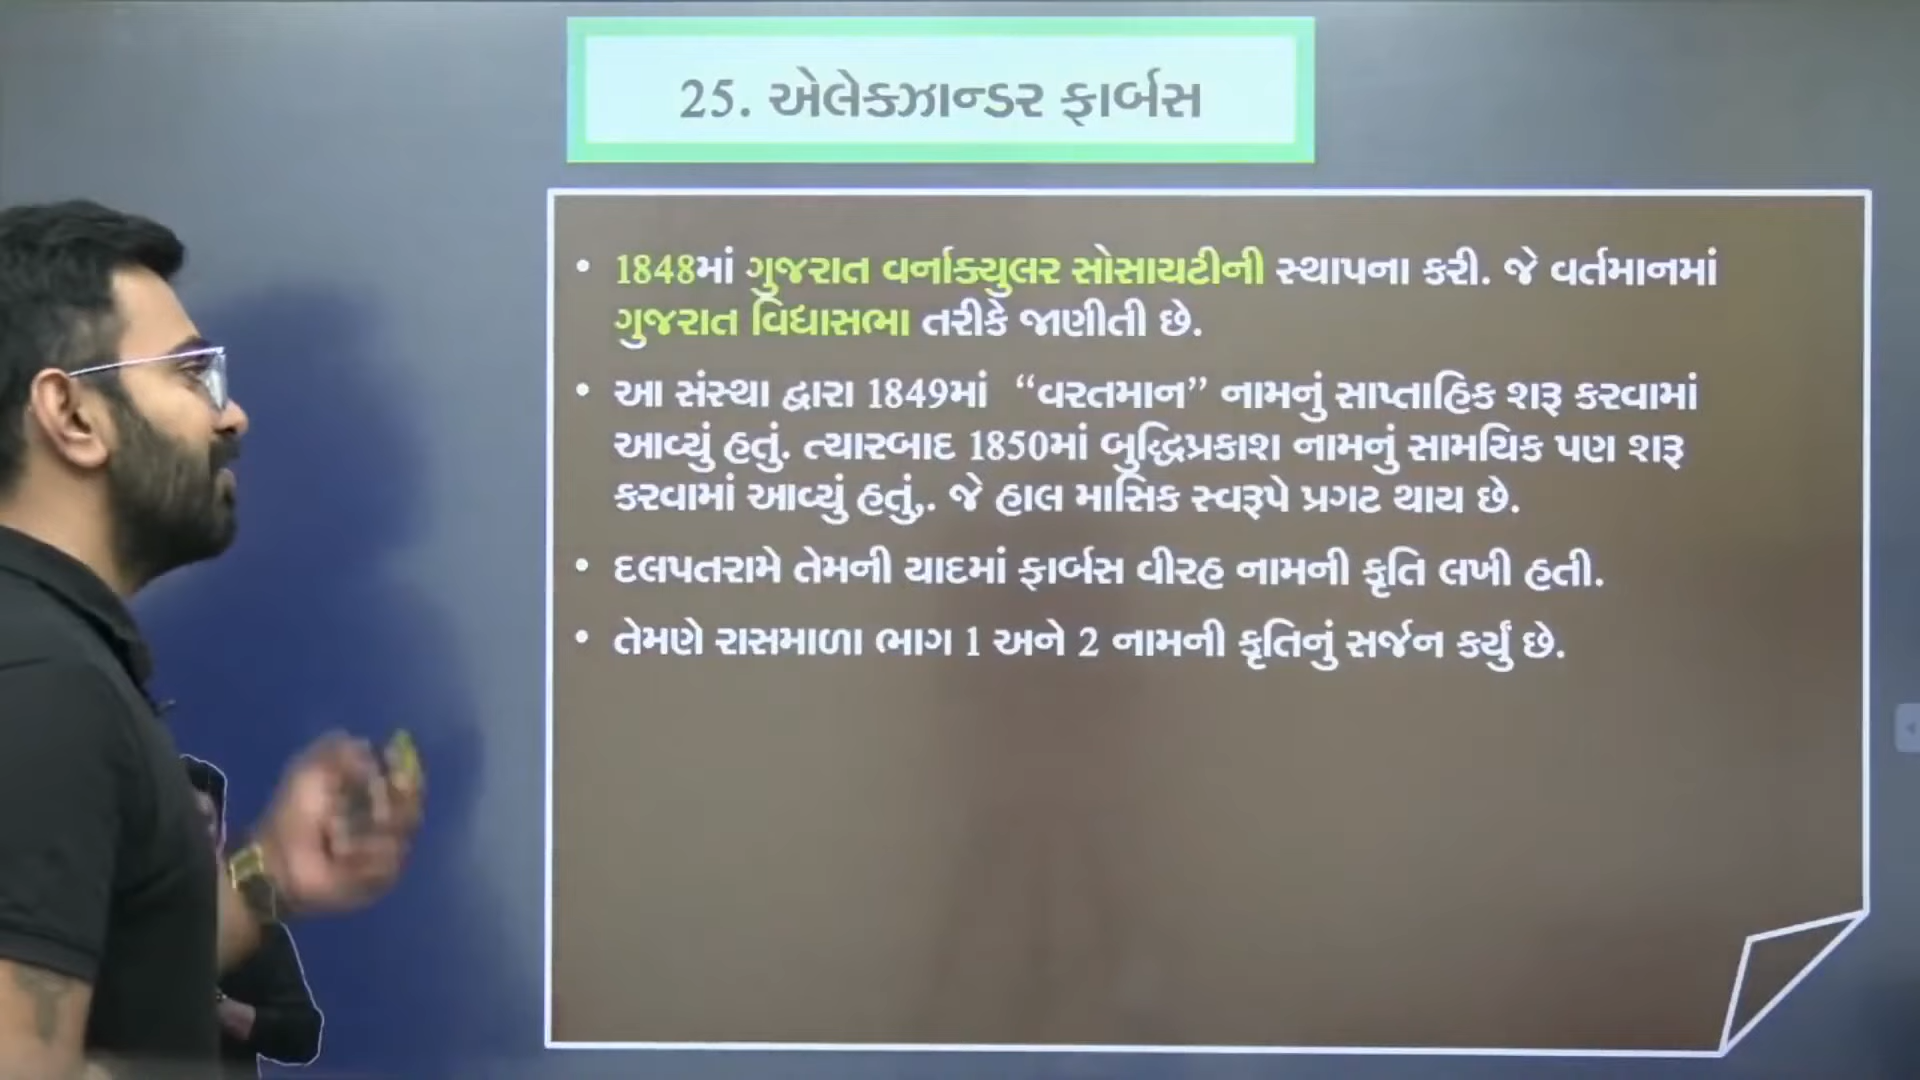 25. એલેક્ઝાન્ડર ફાર્બસ
• 1848માં ગુજરાત વર્નાક્યુલર સોસાયટીની સ્થાપના કરી. જે વર્તમાનમાં
ગુજરાત વિધાસભા તરીકે જાણીતી છે.
• આ સંસ્થા દ્વારા 1849માં “વરતમાન” નામનું સાપ્તાહિક શરૂ કરવામાં
આવ્યું હતું. ત્યારબાદ 1850માં બુદ્ધિપ્રકાશ નામનું સામયિક પણ શરૂ
કરવામાં આવ્યું હતું,. જે હાલ માસિક સ્વરૂપે પ્રગટ થાય છે.
• દલપતરામે તેમની યાદમાં ફાર્બસ વીરહ નામની કૃતિ લખી હતી.
• તેમણે રાસમાળા ભાગ 1 અને 2 નામની કૃતિનું સર્જન કર્યું છે.